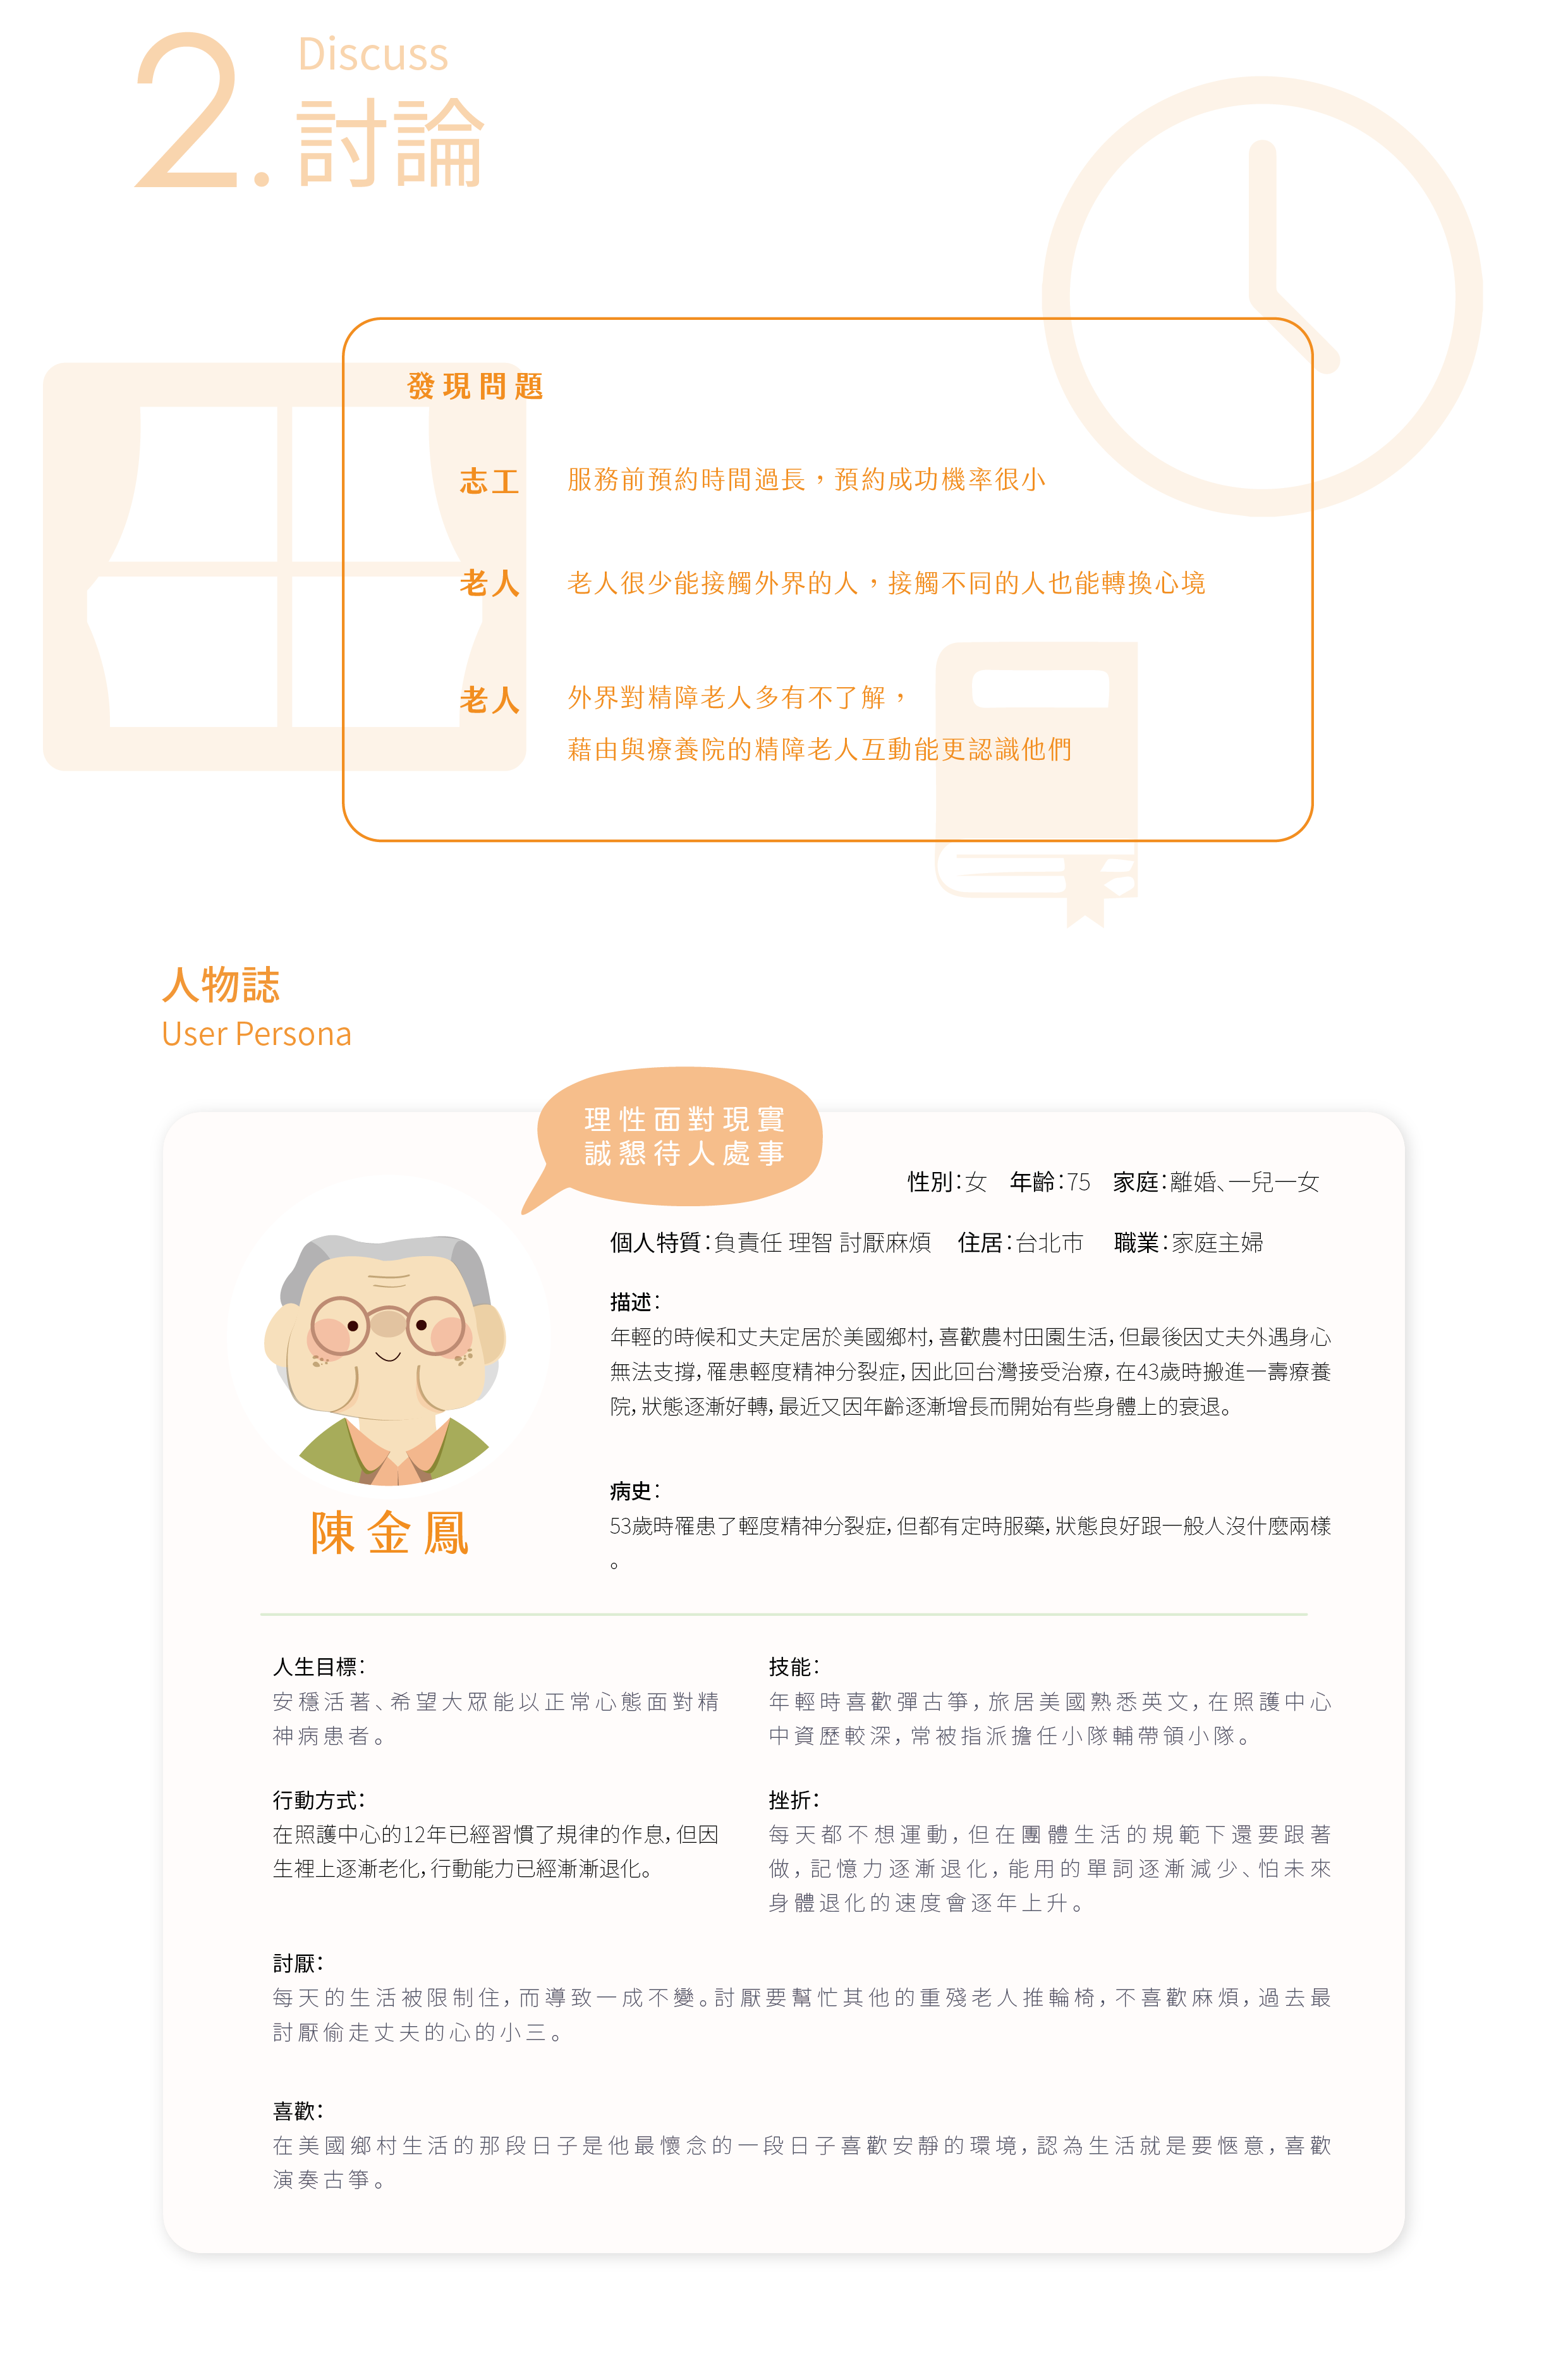 2.
Discuss
討論
發現問題
志工 服務前預約時間過長，預約成功機率很小
老人 老人很少能接觸外界的人，接觸不同的人也能轉換心境
老人 外界對精障老人多有不了解，
藉由與療養院的精障老人互動能更認識他們
人物誌
User Persona
理性面對現實
誠懇待人處事
性別：女 年齡：75 家庭：離婚、一兒一女
個人特質：負責任 理智 討厭麻煩 住居：台北市 職業：家庭主婦
描述：
年輕的時候和丈夫定居於美國鄉村，喜歡農村田園生活，但最後因丈夫外遇身心
無法支撐，罹患輕度精神分裂症，因此回台灣接受治療，在43歲時搬進一壽療養
院，狀態逐漸好轉，最近又因年齡逐漸增長而開始有些身體上的衰退。
陳金鳳
病史：
53歲時罹患了輕度精神分裂症，但都有定時服藥，狀態良好跟一般人沒什麼兩樣
。
人生目標：
安穩活著、希望大眾能以正常心態面對精
神病患者。
技能：
年輕時喜歡彈古箏，旅居美國熟悉英文，在照護中心
中資歷較深，常被指派擔任小隊輔帶領小隊。
行動方式：
在照護中心的12年已經習慣了規律的作息，但因
生裡上逐漸老化，行動能力已經漸漸退化。
挫折：
每天都不想運動，但在團體生活的規範下還要跟著
做，記憶力逐漸退化，能用的單詞逐漸減少、怕未來
身體退化的速度會逐年上升。
討厭：
每天的生活被限制住，而導致一成不變。討厭要幫忙其他的重殘老人推輪椅，不喜歡麻煩，過去最
討厭偷走丈夫的心的小三。
喜歡：
在美國鄉村生活的那段日子是他最懷念的一段日子喜歡安靜的環境，認為生活就是要愜意，喜歡
演奏古箏。